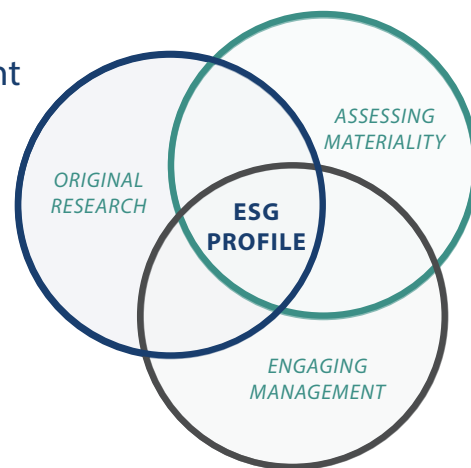 ASSESSING
MATERIALITY
ORIGINAL
RESEARCH
ESG
PROFILE
ENGAGING
MANAGEMENT